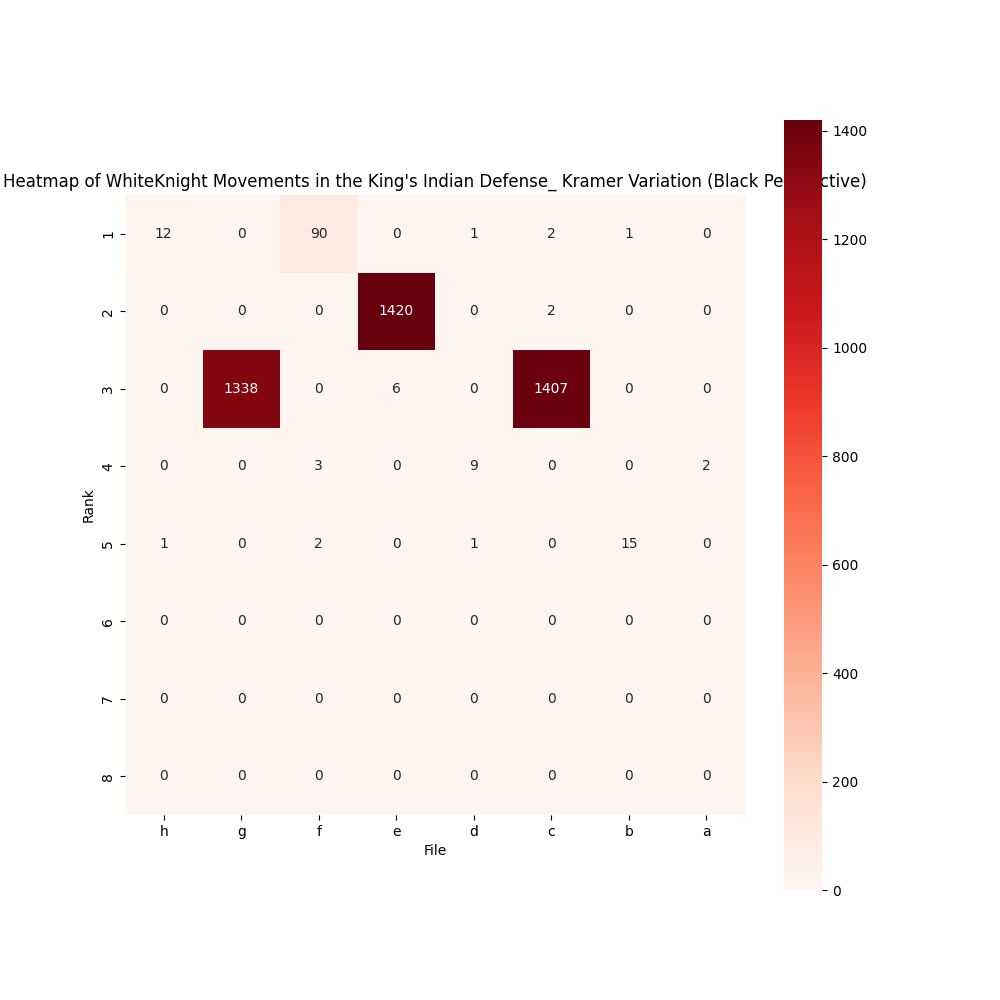 1400
Heatmap of WhiteKnight Movements in the King's Indian Defense_ Kramer Variation (Black Pe ctive)
1 12 0 90 0 1 2 1 0
1200
2 0 0 0 1420 0 2 0 0
1000
3 0 1338 0 6 0 1407 0 0
800
4 0 0 3 0 9 0 0 2
Rank
5 1 0 2 0 1 0 15 0
600
6 0 0 0 0 0 0 0 0
400
7 0 0 0 0 0 0 0 0
200
8 0 0 0 0 0 0 0 0
h g f e d c b a
File
0